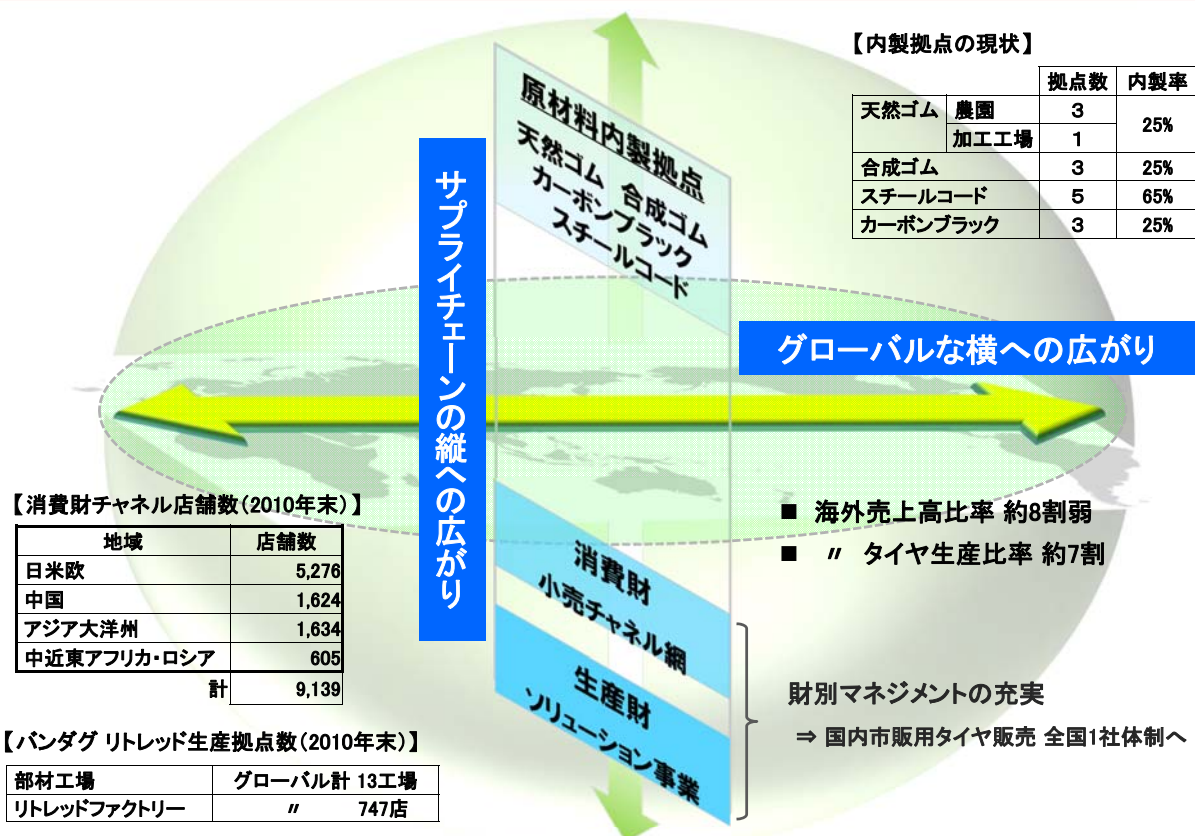 【内製拠点の現状】
拠点数 内製率
天然ゴム 農園 3 25%
加工工場 1
合成ゴム 3 25%
スチールコード 5 65%
カーボンブラック 3 25%
原材料内製拠点
天然ゴム 合成ゴム
カーボンブラック
スチールコード
サプライチェーンの縦への広がり
グローバルな横への広がり
【消費財チャネル店舗数(2010年末)】
地域 店舗数
日米欧 5,276
中国 1,624
アジア大洋州 1,634
中近東アフリカ・ロシア 605
計 9,139
■ 海外売上高比率 約8割弱
■ 〃 タイヤ生産比率 約7割
消費財
小売チャネル網
生産財
ソリューション事業
財別マネジメントの充実
⇒ 国内市販用タイヤ販売 全国1社体制へ
【バンダグ リトレッド生産拠点数(2010年末)】
部材工場 グローバル計 13工場
リトレッドファクトリー 〃 747店